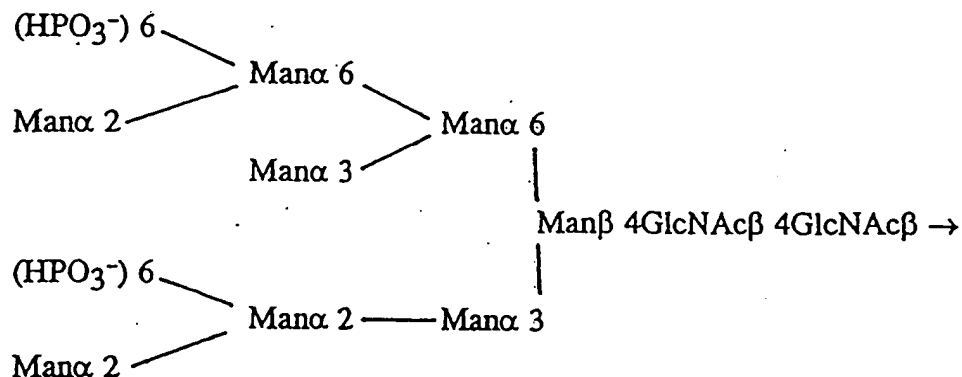 (HPO₃⁻) 6
Manα 6
Manα 2
Manα 6
Manα 3
Manβ 4GlcNAcβ 4GlcNAcβ →
(HPO₃⁻) 6
Manα 2 Manα 3
Manα 2